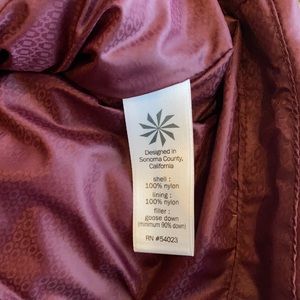 Designed in
Sonoma County,
California
shell :
100% nylon
lining :
100% nylon
filler :
goose down
(minimum 90% down)
RN #54023